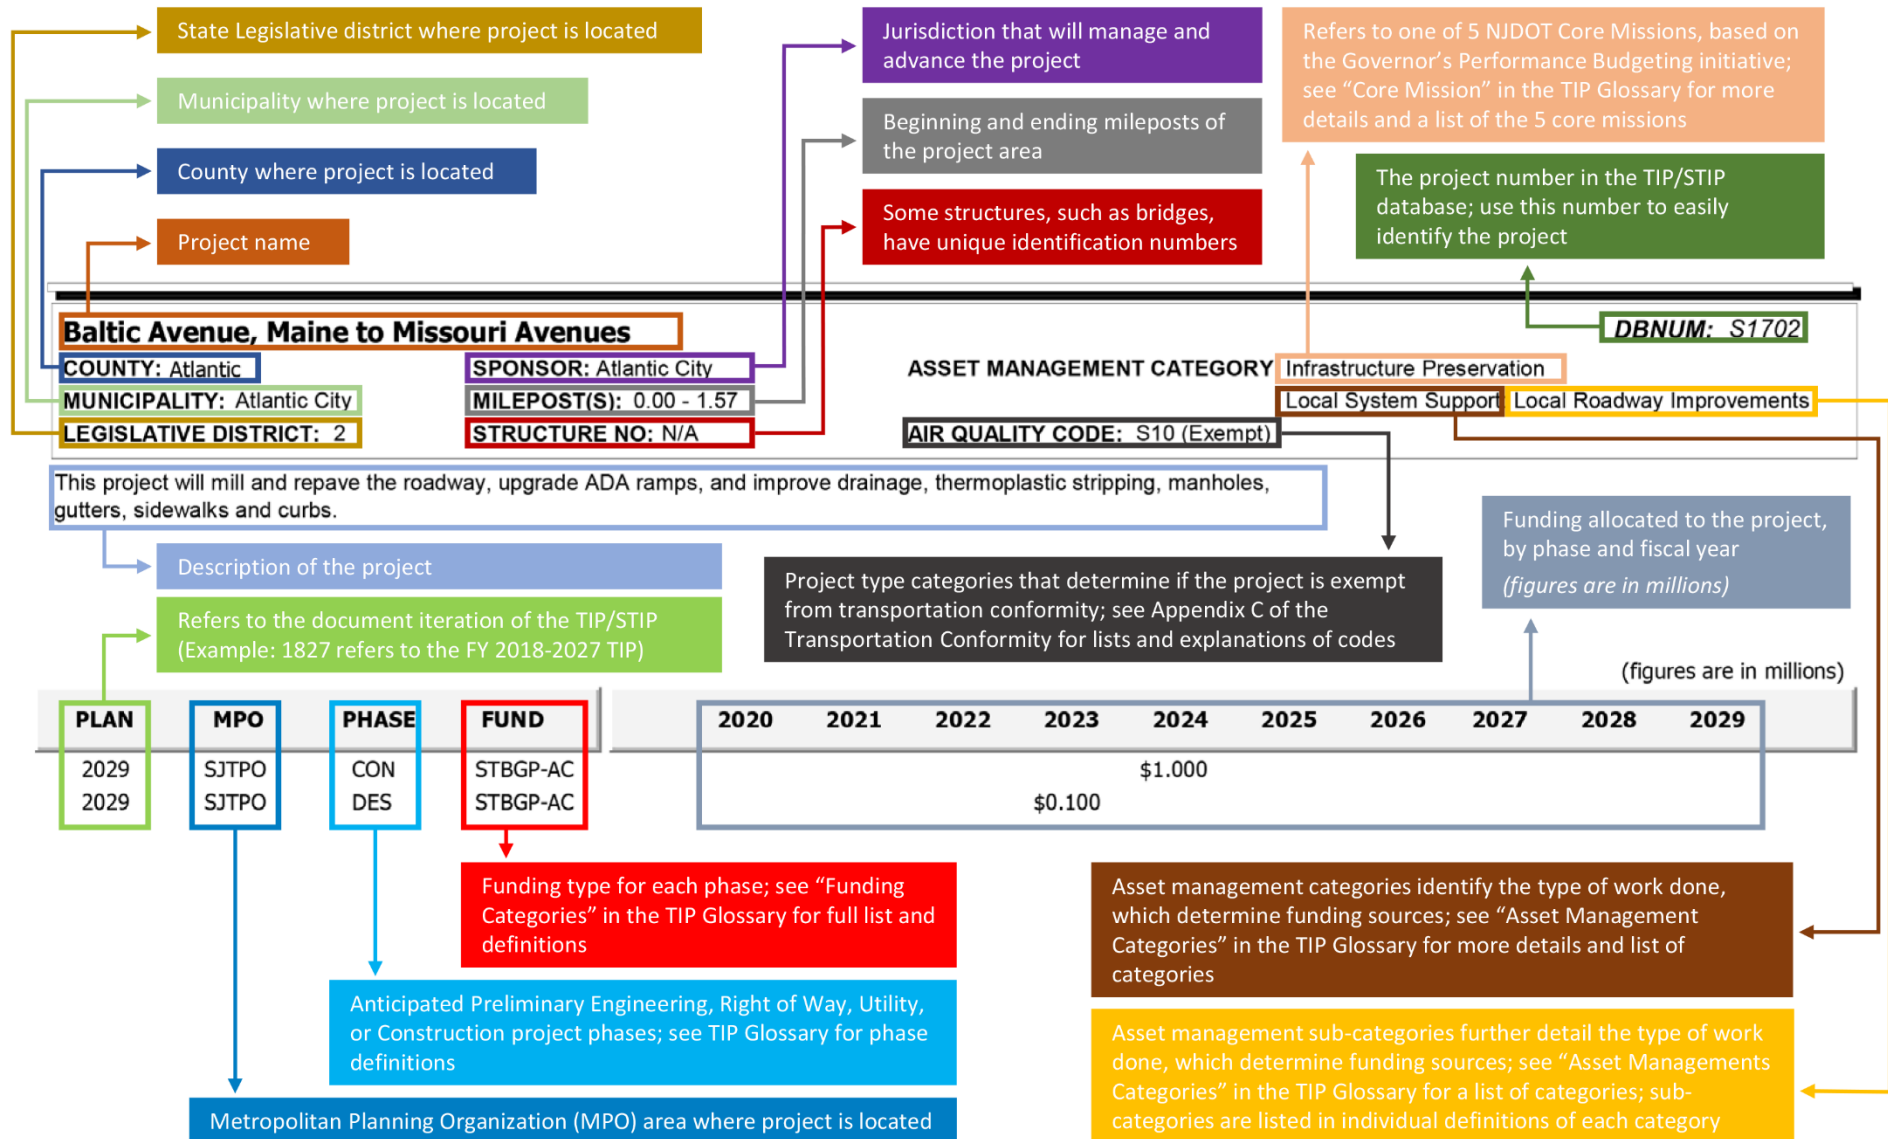 State Legislative district where project is located
Municipality where project is located
County where project is located
Project name
Jurisdiction that will manage and
advance the project
Beginning and ending mileposts of
the project area
Some structures, such as bridges,
have unique identification numbers
Refers to one of 5 NJDOT Core Missions, based on
the Governor's Performance Budgeting initiative;
see “Core Mission” in the TIP Glossary for more
details and a list of the 5 core missions
The project number in the TIP/STIP
database; use this number to easily
identify the project
Baltic Avenue, Maine to Missouri Avenues
DBNUM: S1702
COUNTY: Atlantic
SPONSOR: Atlantic City
ASSET MANAGEMENT CATEGORY Infrastructure Preservation
MUNICIPALITY: Atlantic City
MILEPOST(S): 0.00 - 1.57
Local System Support Local Roadway Improvements
LEGISLATIVE DISTRICT: 2
STRUCTURE NO: N/A
AIR QUALITY CODE: S10 (Exempt)
This project will mill and repave the roadway, upgrade ADA ramps, and improve drainage, thermoplastic stripping, manholes,
gutters, sidewalks and curbs.
Description of the project
Refers to the document iteration of the TIP/STIP
(Example: 1827 refers to the FY 2018-2027 TIP)
Project type categories that determine if the project is exempt
from transportation conformity; see Appendix C of the
Transportation Conformity for lists and explanations of codes
Funding allocated to the project,
by phase and fiscal year
(figures are in millions)
(figures are in millions)
PLAN MPO PHASE FUND 2020 2021 2022 2023 2024 2025 2026 2027 2028 2029
2029 SJTPO CON STBGP-AC $1.000
2029 SJTPO DES STBGP-AC $0.100
Funding type for each phase; see “Funding
Categories” in the TIP Glossary for full list and
definitions
Anticipated Preliminary Engineering, Right of Way, Utility,
or Construction project phases; see TIP Glossary for phase
definitions
Metropolitan Planning Organization (MPO) area where project is located
Asset management categories identify the type of work done,
which determine funding sources; see “Asset Management
Categories” in the TIP Glossary for more details and list of
categories
Asset management sub-categories further detail the type of work
done, which determine funding sources; see “Asset Managements
Categories” in the TIP Glossary for a list of categories; sub-
categories are listed in individual definitions of each category